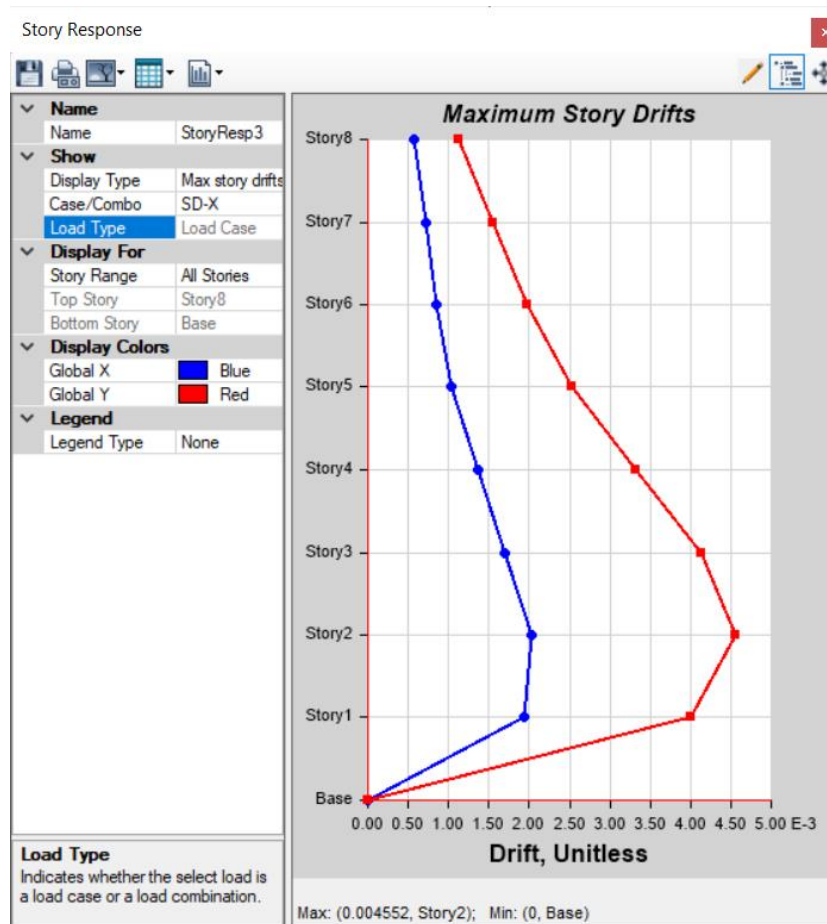 Story Response
Name
Name StoryResp3
Show
Display Type Max story drifts
Case/Combo SD-X
Load Type Load Case
Display For
Story Range All Stories
Top Story Story8
Bottom Story Base
Display Colors
Global X Blue
Global Y Red
Legend
Legend Type None
Load Type
Indicates whether the select load is
a load case or a load combination.
Maximum Story Drifts
Story8
Story7
Story6
Story5
Story4
Story3
Story2
Story1
Base
0.00 0.50 1.00 1.50 2.00 2.50 3.00 3.50 4.00 4.50 5.00 E-3
Drift, Unitless
Max: (0.004552, Story2); Min: (0, Base)